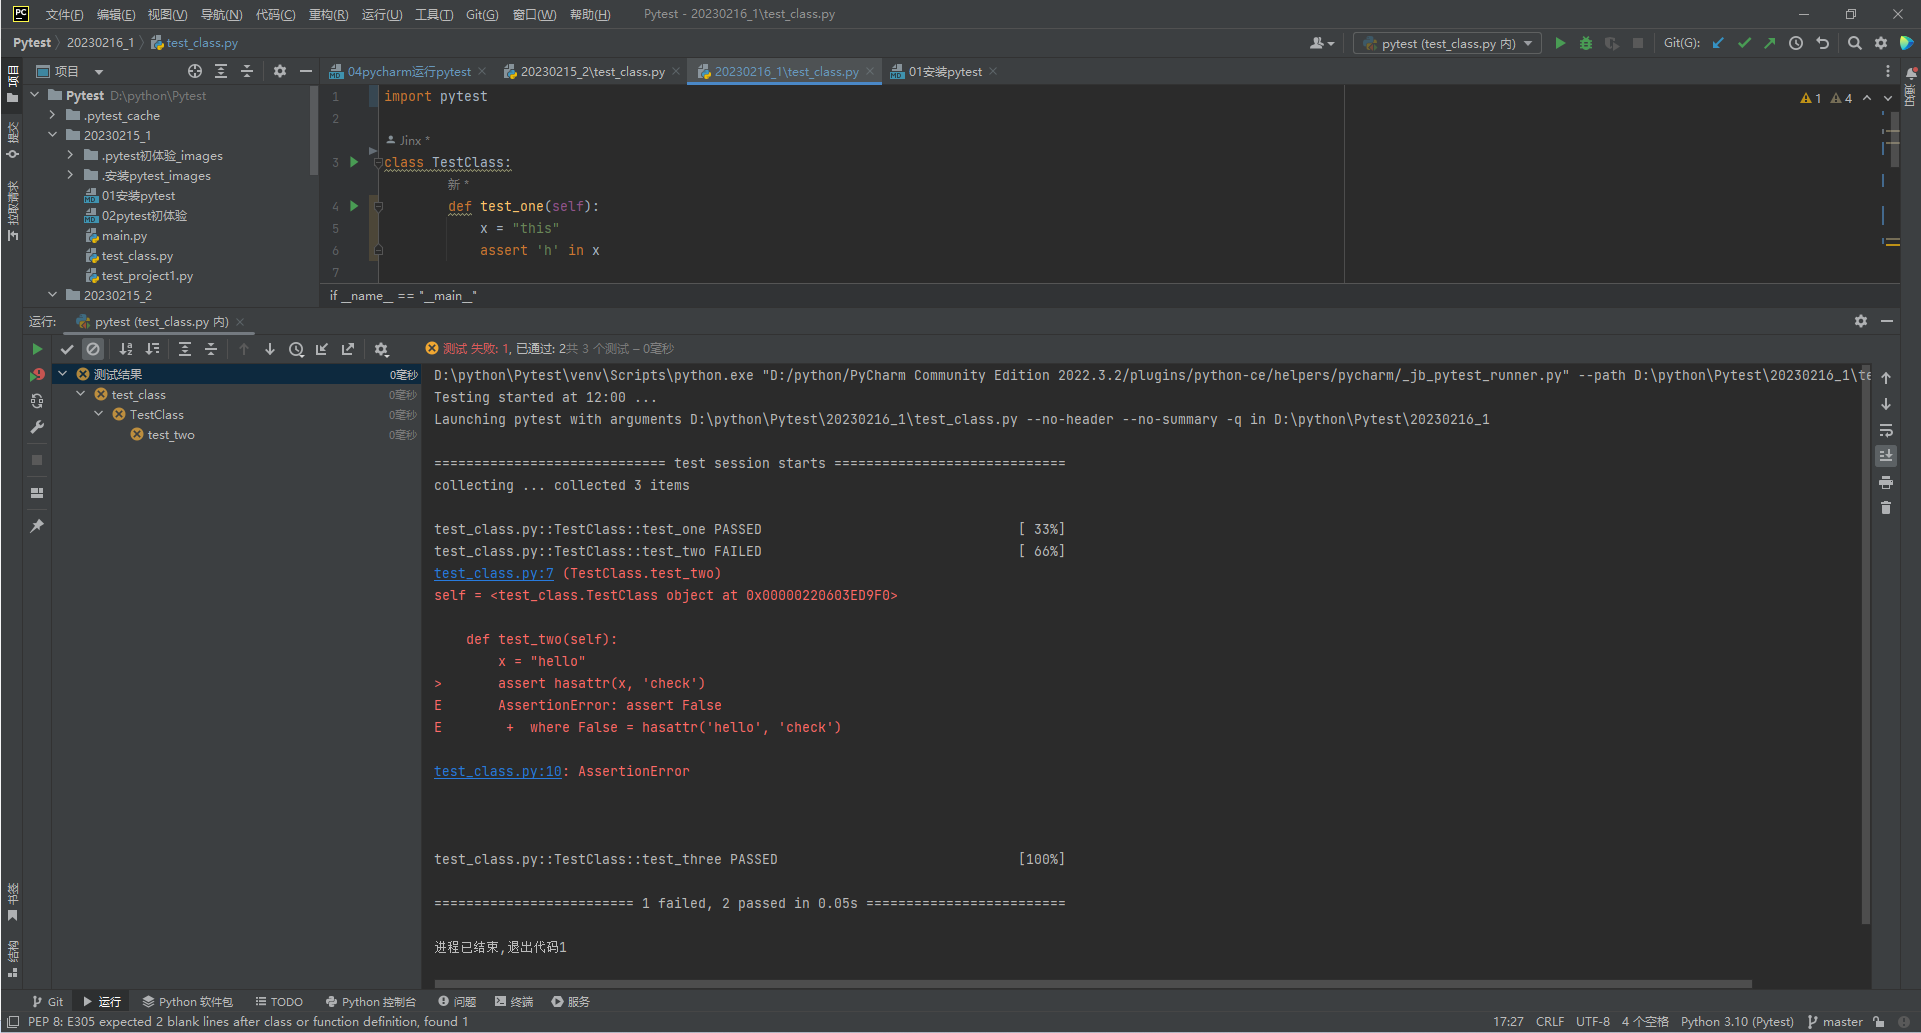 PC 文件(F) 编辑(E) 视图(V) 导航(N) 代码(C) 重构(R) 运行(U) 工具(T) Git(G) 窗口(W) 帮助(H) Pytest - 20230216_1\test_class.py
Pytest 20230216_1 test_class.py pytest (test_class.py 内) Git(G):
项目
04pycharm运行pytest 20230215_2\test_class.py 20230216_1\test_class.py 01安装pytest
项目
提交
拉取请求
通知
Pytest D:\python\Pytest
.pytest_cache
20230215_1
.pytest初体验_images
.安装pytest_images
01安装pytest
02pytest初体验
main.py
test_class.py
test_project1.py
20230215_2
1 import pytest
2
Jinx *
3 class TestClass:
新 *
4 def test_one(self):
5 x = "this"
6 assert 'h' in x
7
1 4
if __name__ == "__main__"
运行: pytest (test_class.py 内)
测试 失败: 1, 已通过: 2共 3 个测试 – 0毫秒
测试结果 0毫秒
test_class 0毫秒
TestClass 0毫秒
test_two 0毫秒
D:\python\Pytest\venv\Scripts\python.exe "D:/python/PyCharm Community Edition 2022.3.2/plugins/python-ce/helpers/pycharm/_jb_pytest_runner.py" --path D:\python\Pytest\20230216_1\te
Testing started at 12:00 ...
Launching pytest with arguments D:\python\Pytest\20230216_1\test_class.py --no-header --no-summary -q in D:\python\Pytest\20230216_1
============================= test session starts =============================
collecting ... collected 3 items
test_class.py::TestClass::test_one PASSED [ 33%]
test_class.py::TestClass::test_two FAILED [ 66%]
test_class.py:7 (TestClass.test_two)
self = <test_class.TestClass object at 0x00000220603ED9F0>
def test_two(self):
x = "hello"
> assert hasattr(x, 'check')
E AssertionError: assert False
E + where False = hasattr('hello', 'check')
test_class.py:10: AssertionError
test_class.py::TestClass::test_three PASSED [100%]
========================= 1 failed, 2 passed in 0.05s =========================
进程已结束,退出代码1
书签
结构
Git 运行 Python 软件包 TODO Python 控制台 问题 终端 服务
PEP 8: E305 expected 2 blank lines after class or function definition, found 1 17:27 CRLF UTF-8 4 个空格 Python 3.10 (Pytest) master